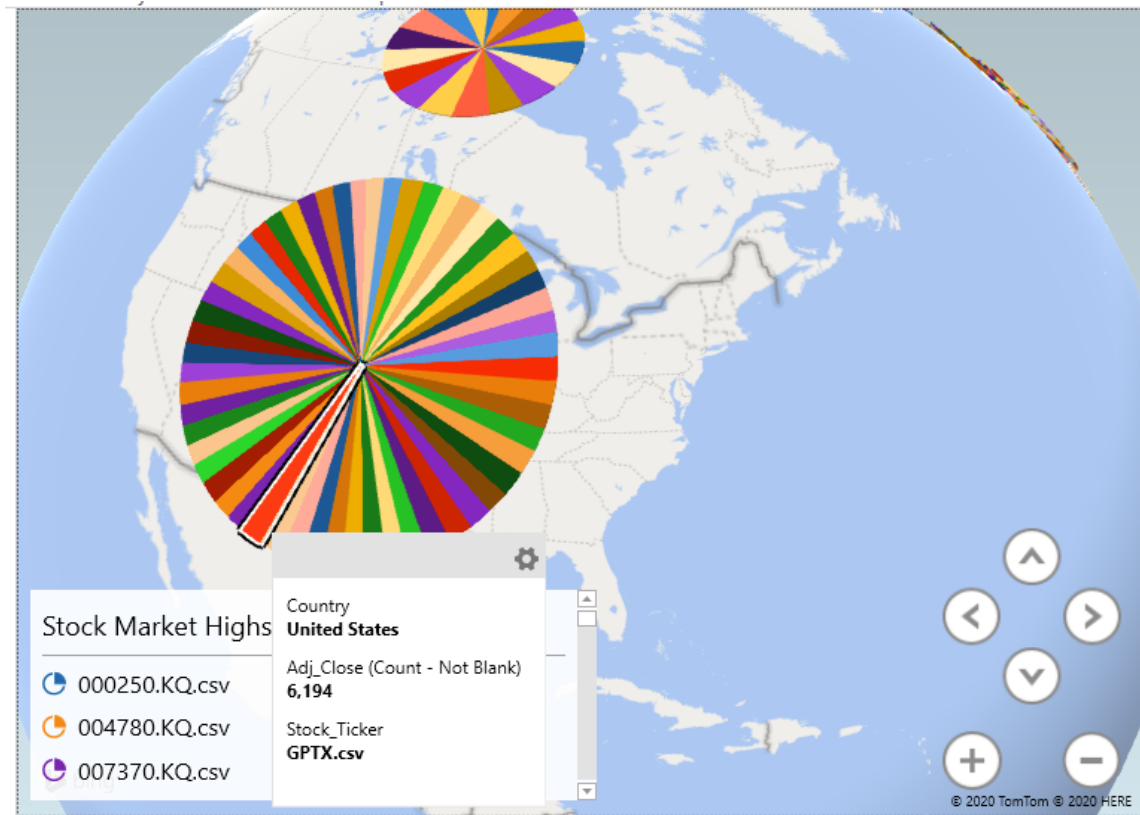 Stock Market Highs
000250.KQ.csv
004780.KQ.csv
007370.KQ.csv
Country
United States
Adj_Close (Count - Not Blank)
6,194
Stock_Ticker
GPTX.csv
© 2020 TomTom © 2020 HERE